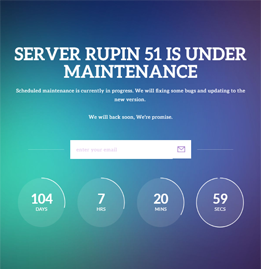 SERVER RUPIN 51 IS UNDER
MAINTENANCE
Scheduled maintenance is currently in progress. We will fixing some bugs and updating to the
new version.
We will back soon, We're promise.
enter your email
104 7 20 59
DAYS HRS MINS SECS